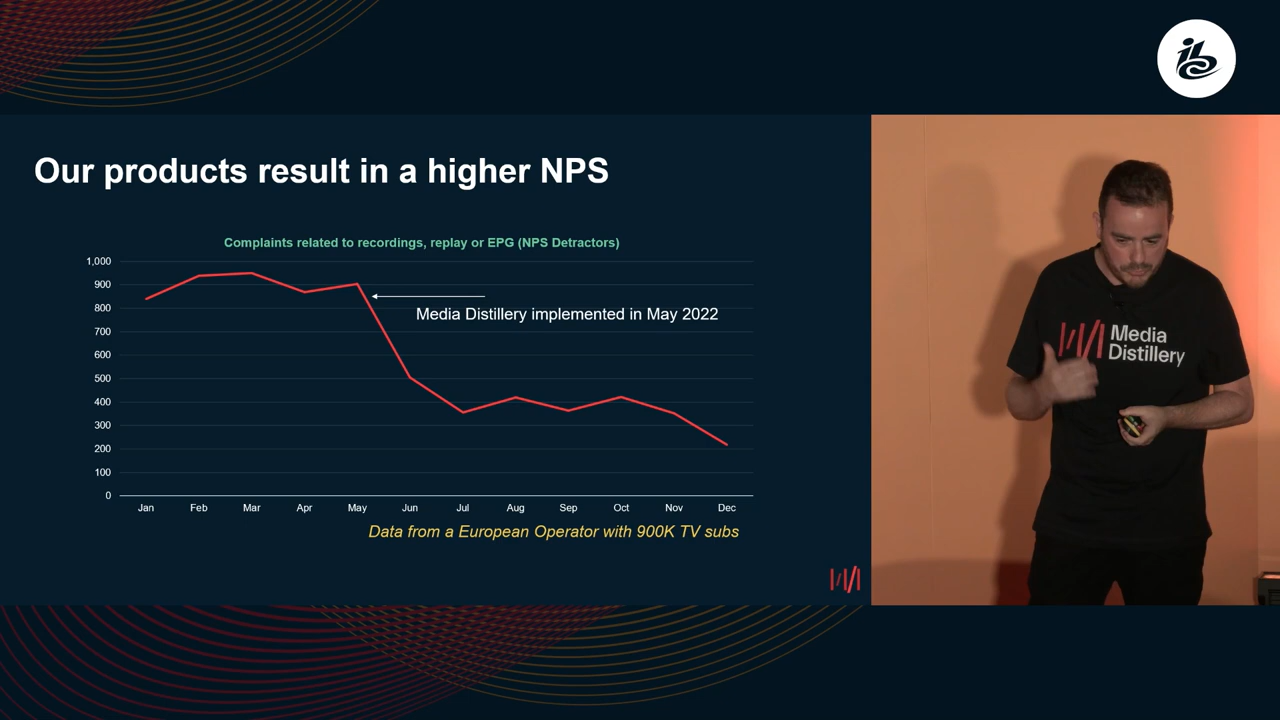 Our products result in a higher NPS
Complaints related to recordings, replay or EPG (NPS Detractors)
1,000
900
800
700
600
500
400
300
200
100
0
Media Distillery implemented in May 2022
Jan Feb Mar Apr May Jun Jul Aug Sep Oct Nov Dec
Data from a European Operator with 900K TV subs
Media
Distillery
ib